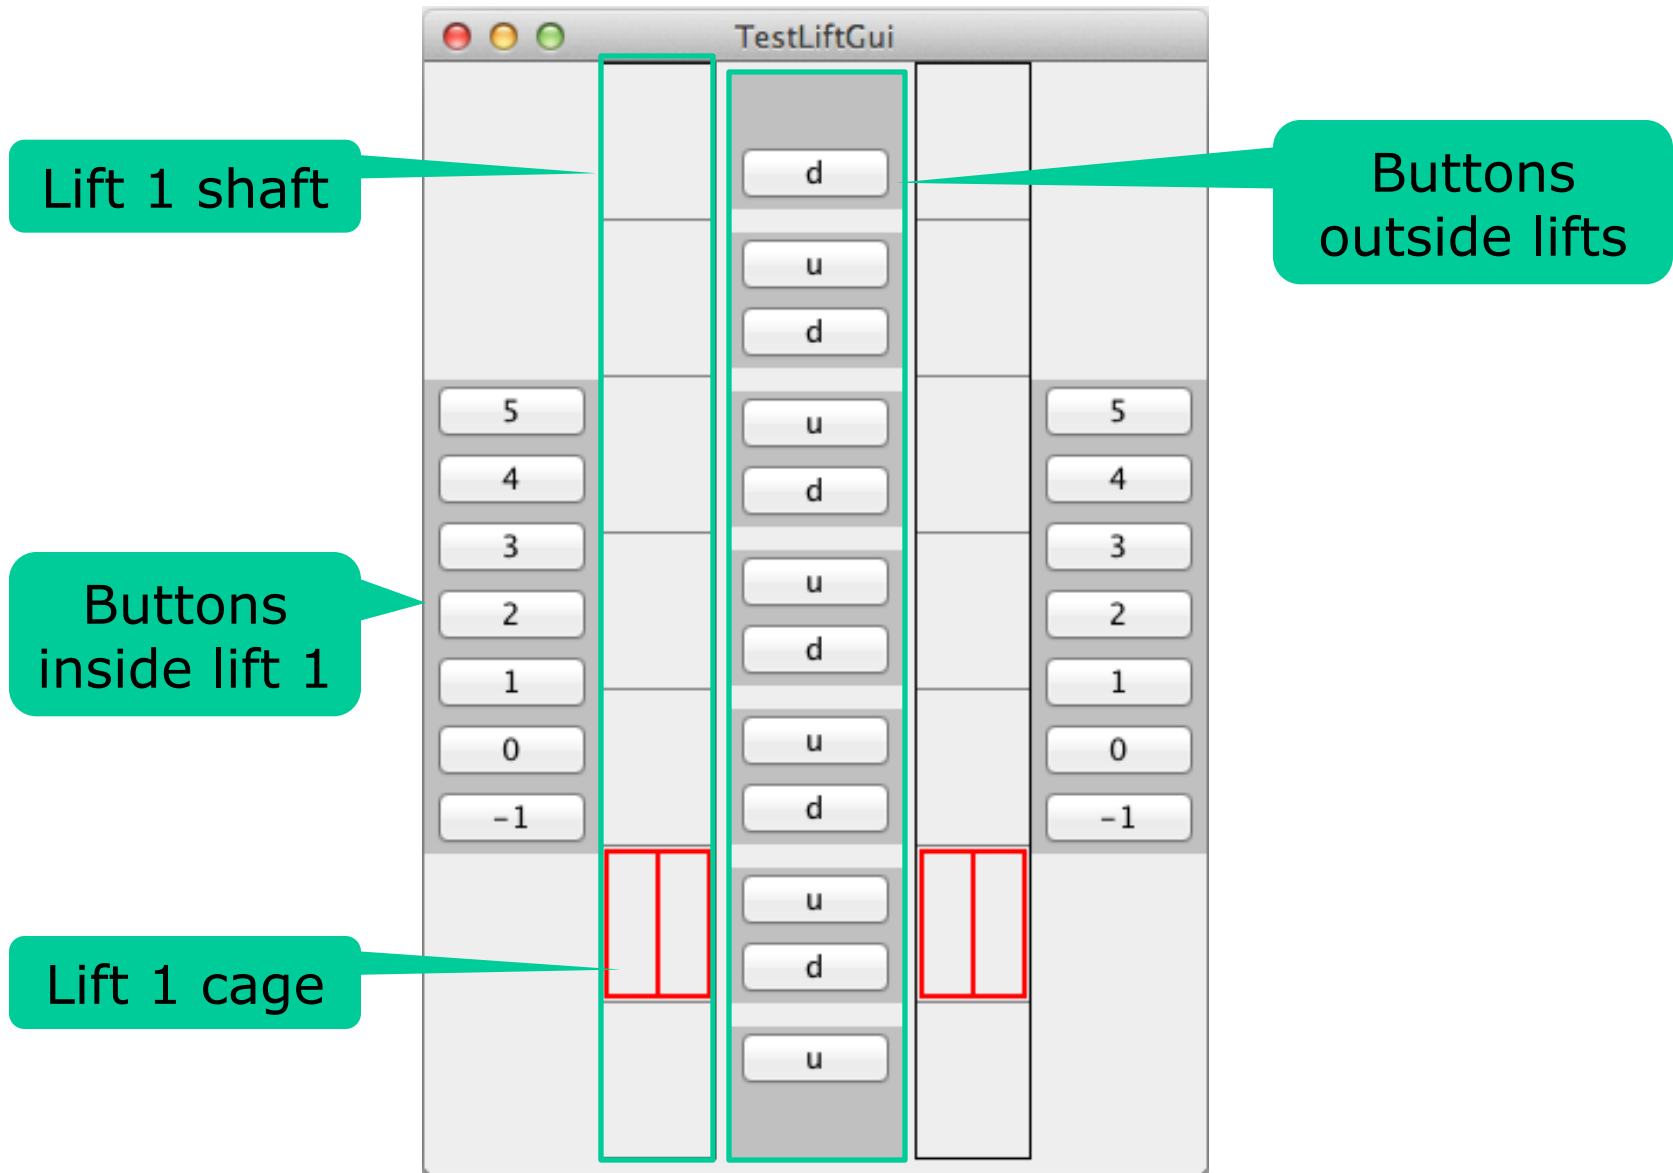 TestLiftGui
Lift 1 shaft
Buttons
outside lifts
Buttons
inside lift 1
Lift 1 cage
5
4
3
2
1
0
-1
d
u
d
u
d
u
d
u
d
u
d
u
5
4
3
2
1
0
-1